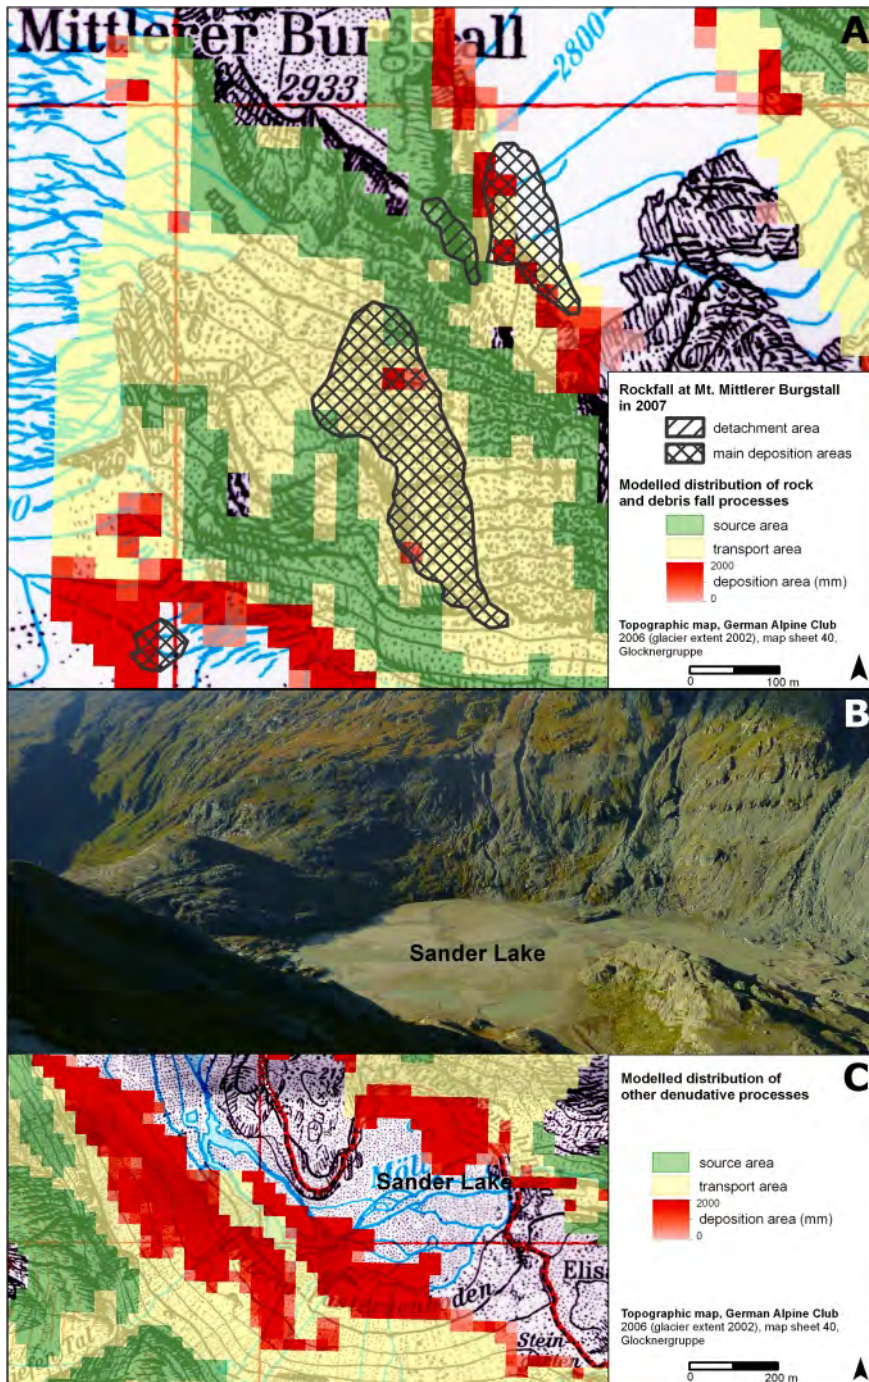 Mittlerer Burgstall
A
2933
2800
Rockfall at Mt. Mittlerer Burgstall
in 2007
detachment area
main deposition areas
Modelled distribution of rock
and debris fall processes
source area
transport area
2000
deposition area (mm)
0
Topographic map, German Alpine Club
2006 (glacier extent 2002), map sheet 40,
Glocknergruppe
0 100 m
B
Sander Lake
C
Modelled distribution of
other denudative processes
Sander Lake
source area
transport area
2000
deposition area (mm)
0
Elisa
Stein-
Topographic map, German Alpine Club
2006 (glacier extent 2002), map sheet 40,
Glocknergruppe
0 200 m